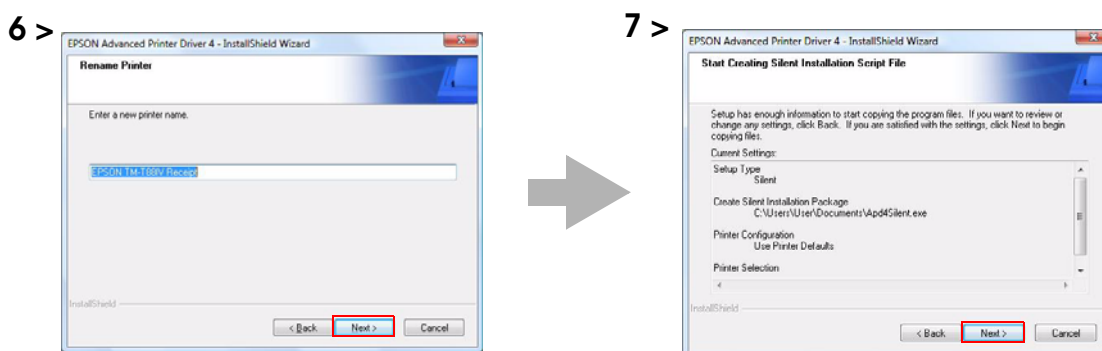 6 >
EPSON Advanced Printer Driver 4 - InstallShield Wizard
Rename Printer
Enter a new printer name.
EPSON TM-T88IV Receipt
InstallShield
< Back
Next >
Cancel
7 >
EPSON Advanced Printer Driver 4 - InstallShield Wizard
Start Creating Silent Installation Script File
Setup has enough information to start copying the program files. If you want to review or
change any settings, click Back. If you are satisfied with the settings, click Next to begin
copying files.
Current Settings:
Setup Type
Silent
Create Silent Installation Package
C:\Users\User\Documents\Apd4Silent.exe
Printer Configuration
Use Printer Defaults
Printer Selection
InstallShield
< Back
Next >
Cancel